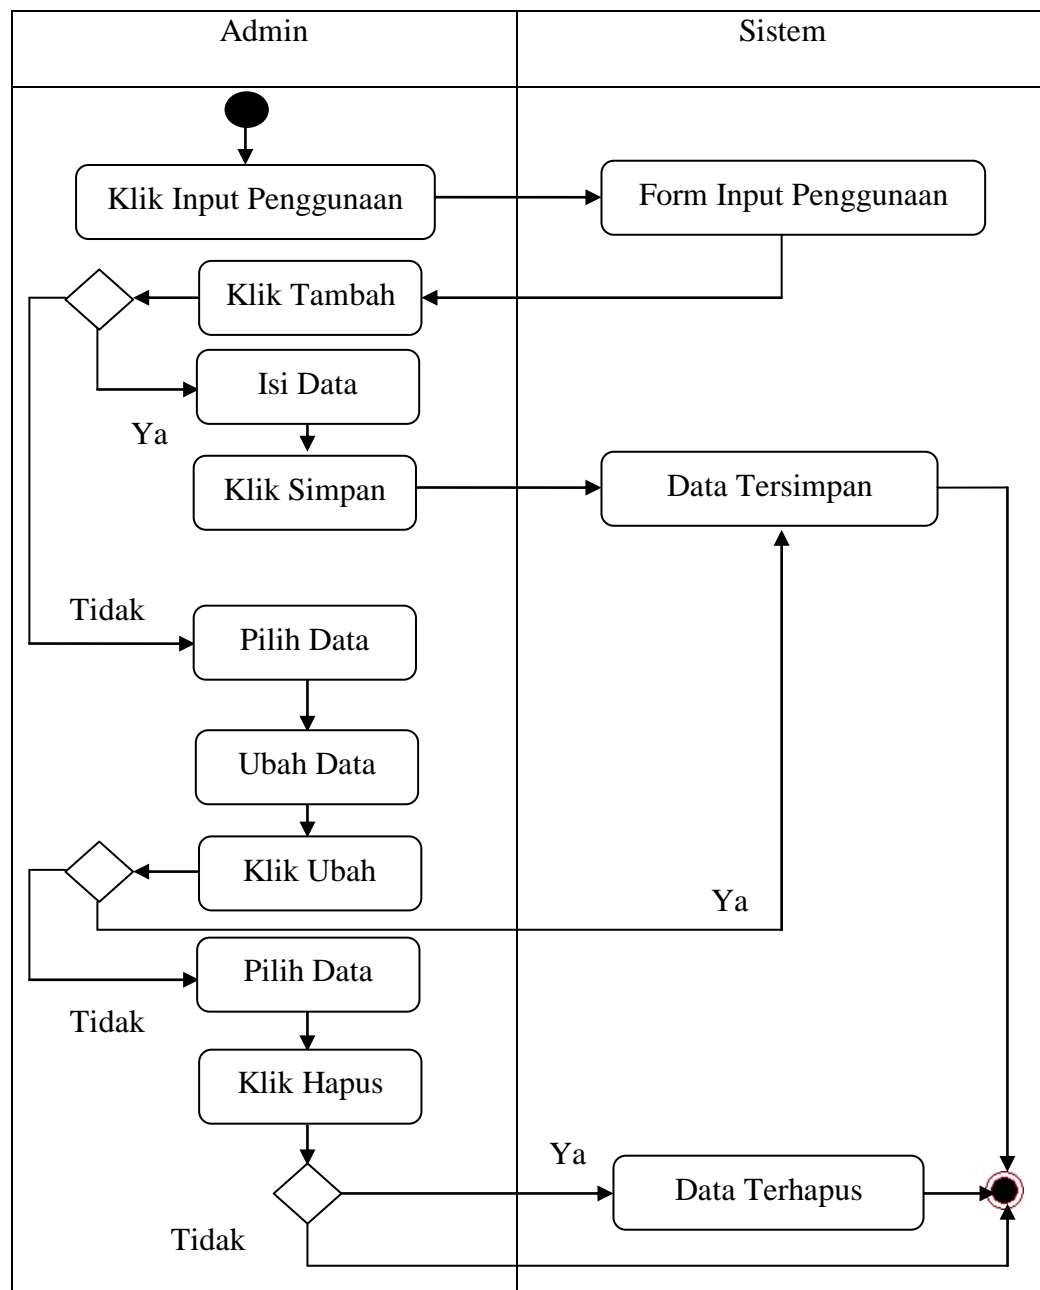 Admin
Sistem
Klik Input Penggunaan
Form Input Penggunaan
Klik Tambah
Isi Data
Ya
Klik Simpan
Data Tersimpan
Tidak
Pilih Data
Ubah Data
Klik Ubah
Ya
Pilih Data
Tidak
Klik Hapus
Ya
Data Terhapus
Tidak